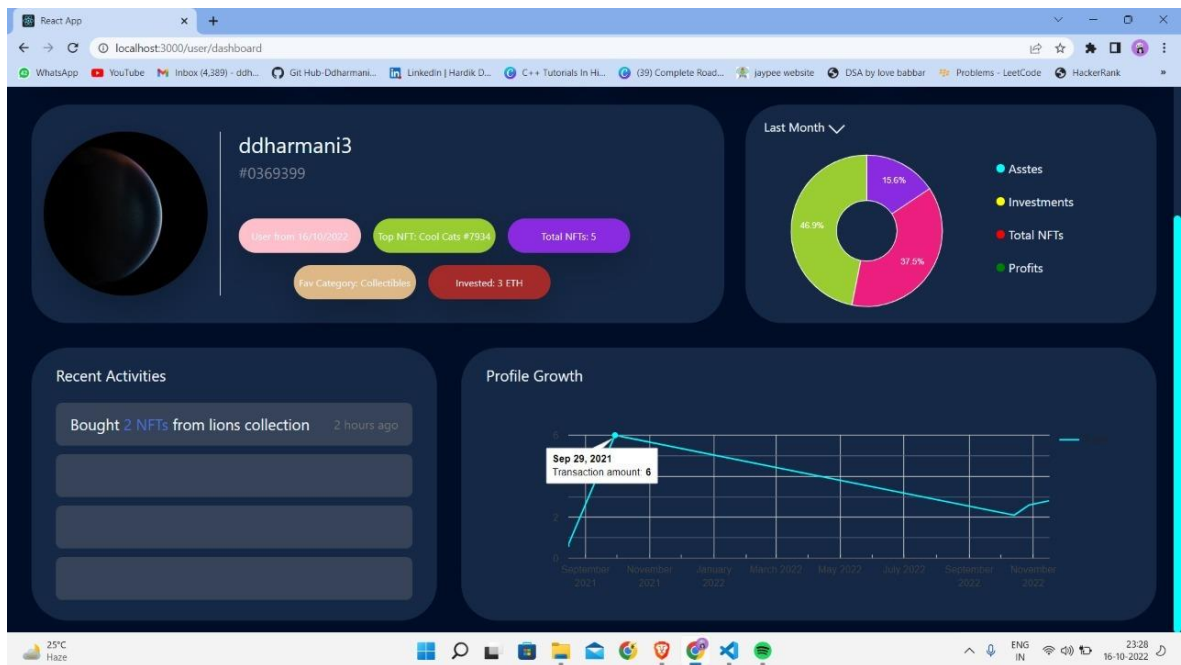 React App
localhost:3000/user/dashboard
WhatsApp YouTube Inbox (4,389) - ddh... Git Hub-Ddharmani... Linkedin | Hardik D... C++ Tutorials In Hi... (39) Complete Road... jaypee website DSA by love babbar Problems - LeetCode HackerRank »
ddharmani3
#0369399
User from 16/10/2022 Top NFT: Cool Cats #7934 Total NFTs: 5
Fav Category: Collectibles Invested: 3 ETH
Last Month
15.6%
46.9%
37.5%
Asstes
Investments
Total NFTs
Profits
Recent Activities
Bought 2 NFTs from lions collection 2 hours ago
Profile Growth
6
Sep 29, 2021
Transaction amount: 6
2
0
September 2021
November 2021
January 2022
March 2022
May 2022
July 2022
September 2022
November 2022
25°C
Haze
ENG
IN
23:28
16-10-2022